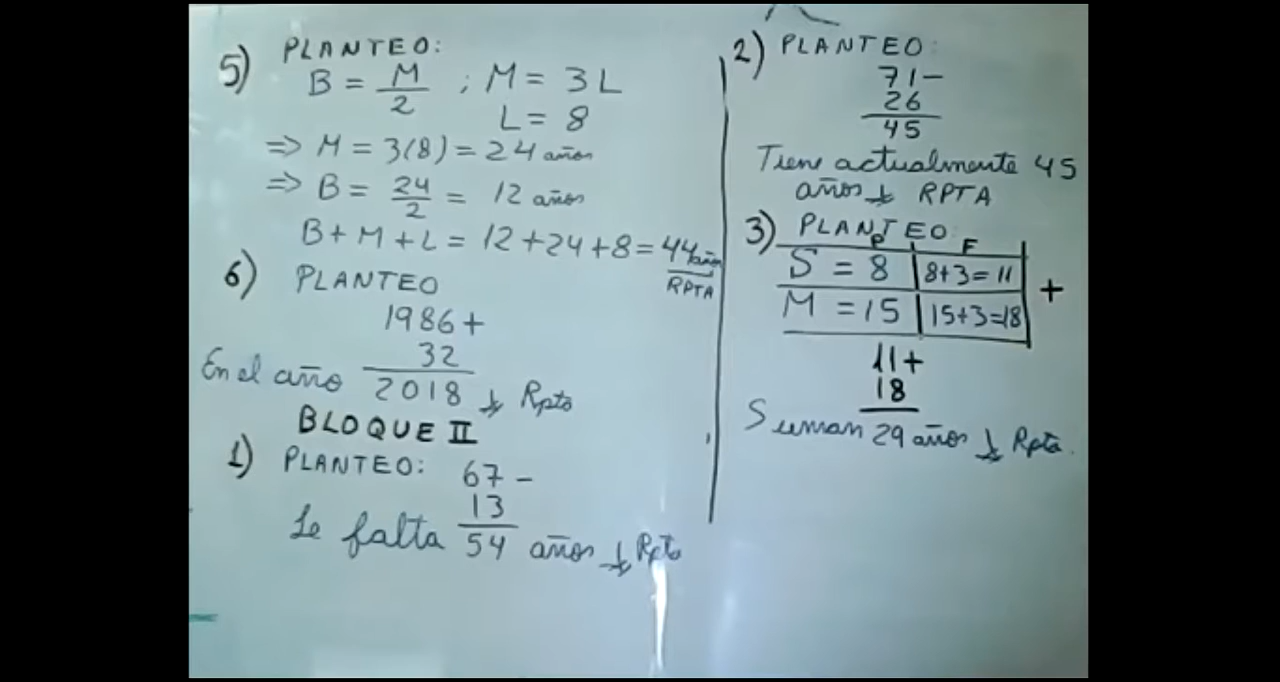 5) PLANTEO:
B = M/2 ; M = 3L
L = 8
=> M = 3(8) = 24 años
=> B = 24/2 = 12 años
B + M + L = 12 + 24 + 8 = 44 años
RPTA
6) PLANTEO
1986 +
32
En el año 2018 Rpta
BLOQUE II
1) PLANTEO: 67 -
13
Le falta 54 años Rpta
2) PLANTEO:
71 -
26
45
Tiene actualmente 45
años RPTA
3) PLANTEO:
P F
S = 8 8+3=11
M = 15 15+3=18 +
11 +
18
Suman 29 años Rpta.